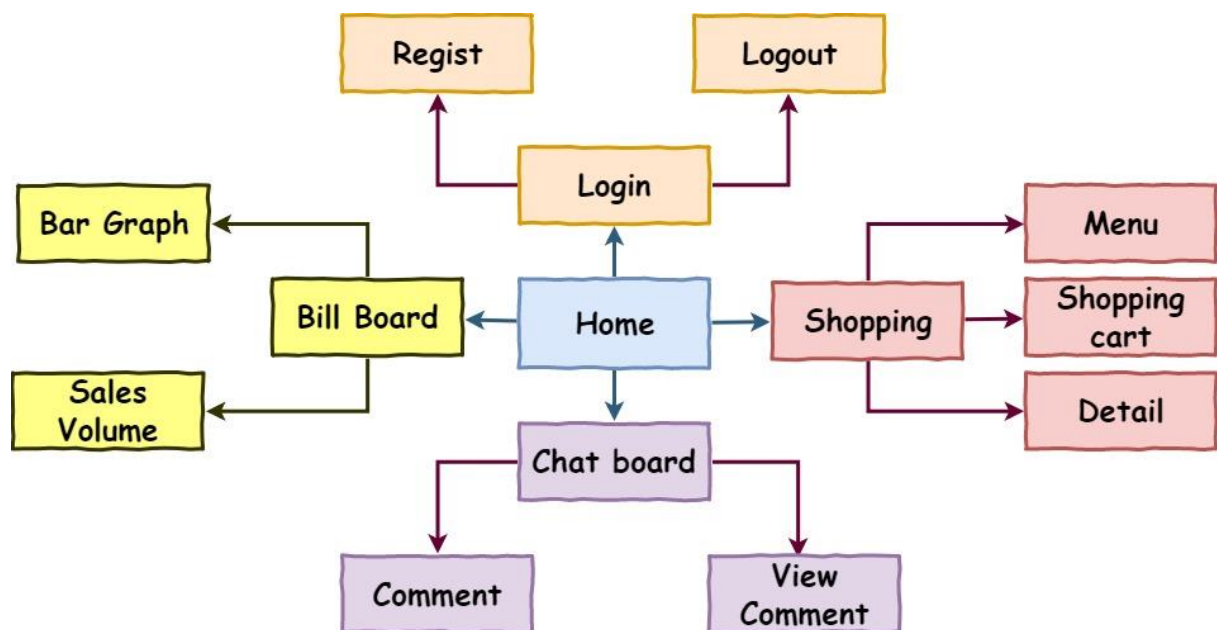 Regist
Logout
Login
Bar Graph
Menu
Bill Board
Home
Shopping
Shopping
cart
Sales
Volume
Detail
Chat board
Comment
View
Comment